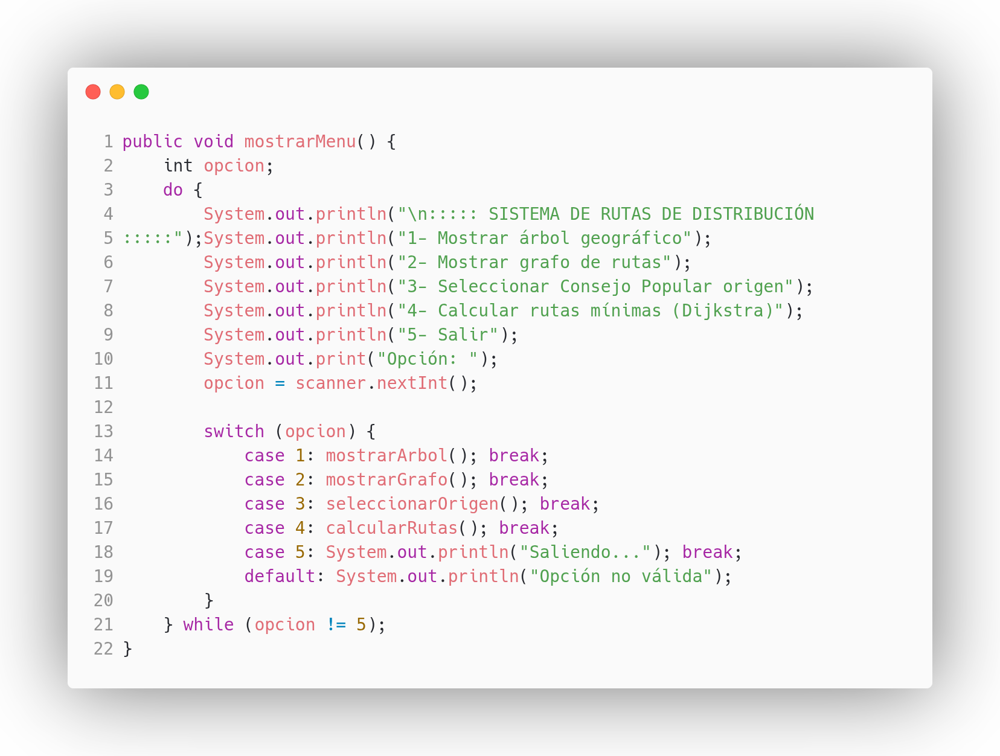 1 public void mostrarMenu() {
2     int opcion;
3     do {
4         System.out.println("\n::::: SISTEMA DE RUTAS DE DISTRIBUCIÓN
5 :::::");System.out.println("1- Mostrar árbol geográfico");
6         System.out.println("2- Mostrar grafo de rutas");
7         System.out.println("3- Seleccionar Consejo Popular origen");
8         System.out.println("4- Calcular rutas mínimas (Dijkstra)");
9         System.out.println("5- Salir");
10         System.out.print("Opción: ");
11         opcion = scanner.nextInt();
12
13         switch (opcion) {
14             case 1: mostrarArbol(); break;
15             case 2: mostrarGrafo(); break;
16             case 3: seleccionarOrigen(); break;
17             case 4: calcularRutas(); break;
18             case 5: System.out.println("Saliendo..."); break;
19             default: System.out.println("Opción no válida");
20         }
21     } while (opcion != 5);
22 }